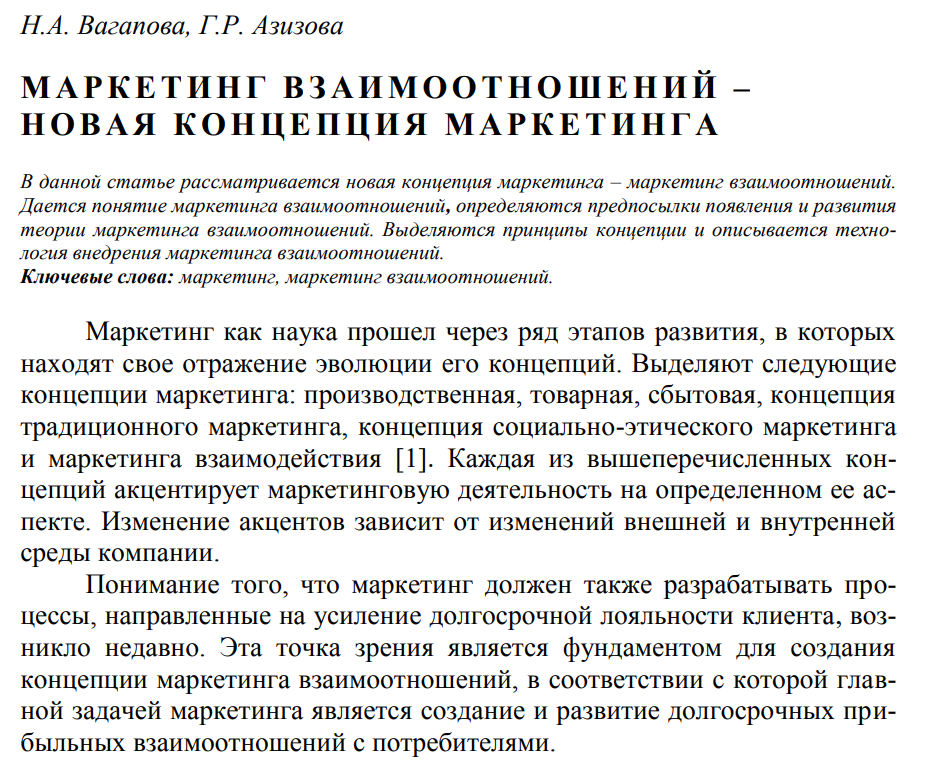 Н.А. Вагапова, Г.Р. Азизова
МАРКЕТИНГ ВЗАИМООТНОШЕНИЙ –
НОВАЯ КОНЦЕПЦИЯ МАРКЕТИНГА
В данной статье рассматривается новая концепция маркетинга – маркетинг взаимоотношений.
Дается понятие маркетинга взаимоотношений, определяются предпосылки появления и развития
теории маркетинга взаимоотношений. Выделяются принципы концепции и описывается техно-
логия внедрения маркетинга взаимоотношений.
Ключевые слова: маркетинг, маркетинг взаимоотношений.
Маркетинг как наука прошел через ряд этапов развития, в которых
находят свое отражение эволюции его концепций. Выделяют следующие
концепции маркетинга: производственная, товарная, сбытовая, концепция
традиционного маркетинга, концепция социально-этического маркетинга
и маркетинга взаимодействия [1]. Каждая из вышеперечисленных кон-
цепций акцентирует маркетинговую деятельность на определенном ее ас-
пекте. Изменение акцентов зависит от изменений внешней и внутренней
среды компании.
Понимание того, что маркетинг должен также разрабатывать про-
цессы, направленные на усиление долгосрочной лояльности клиента, воз-
никло недавно. Эта точка зрения является фундаментом для создания
концепции маркетинга взаимоотношений, в соответствии с которой глав-
ной задачей маркетинга является создание и развитие долгосрочных при-
быльных взаимоотношений с потребителями.